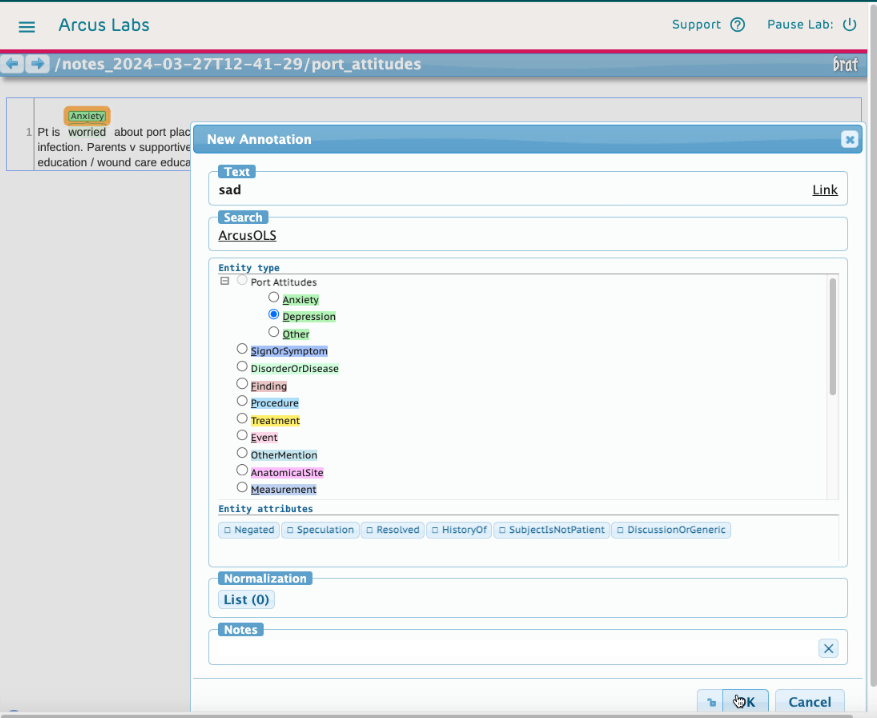 Arcus Labs
Support
Pause Lab:
/notes_2024-03-27T12-41-29/port_attitudes
brat
Anxiety
1 Pt is worried about port plac
infection. Parents v supportive
education / wound care educa
New Annotation
Text
sad
Link
Search
ArcusOLS
Entity type
Port Attitudes
Anxiety
Depression
Other
SignOrSymptom
DisorderOrDisease
Finding
Procedure
Treatment
Event
OtherMention
AnatomicalSite
Measurement
Entity attributes
Negated Speculation Resolved HistoryOf SubjectIsNotPatient DiscussionOrGeneric
Normalization
List (0)
Notes
OK Cancel